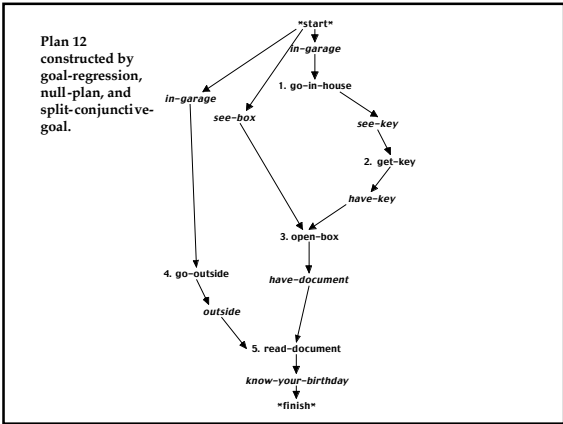 Plan 12
constructed by
goal-regression,
null-plan, and
split-conjunctive-
goal.
*start*
in-garage
1. go-in-house
in-garage
see-box
see-key
2. get-key
have-key
3. open-box
4. go-outside
have-document
outside
5. read-document
know-your-birthday
*finish*